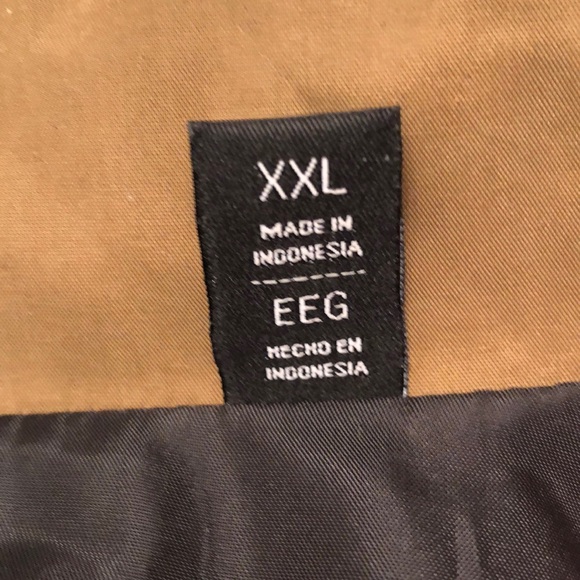 XXL
MADE IN
INDONESIA
EEG
HECHO EN
INDONESIA